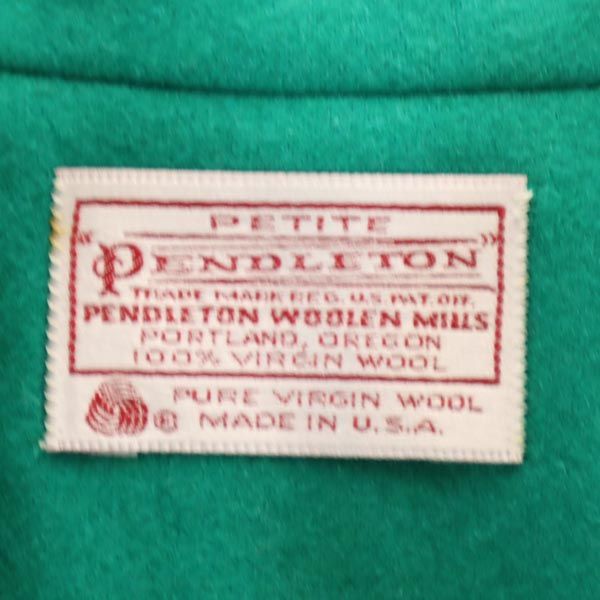 PETITE
"PENDLETON"
TRADE MARK REG. U.S. PAT. OFF.
PENDLETON WOOLEN MILLS
PORTLAND, OREGON
100% VIRGIN WOOL
PURE VIRGIN WOOL
® MADE IN U.S.A.